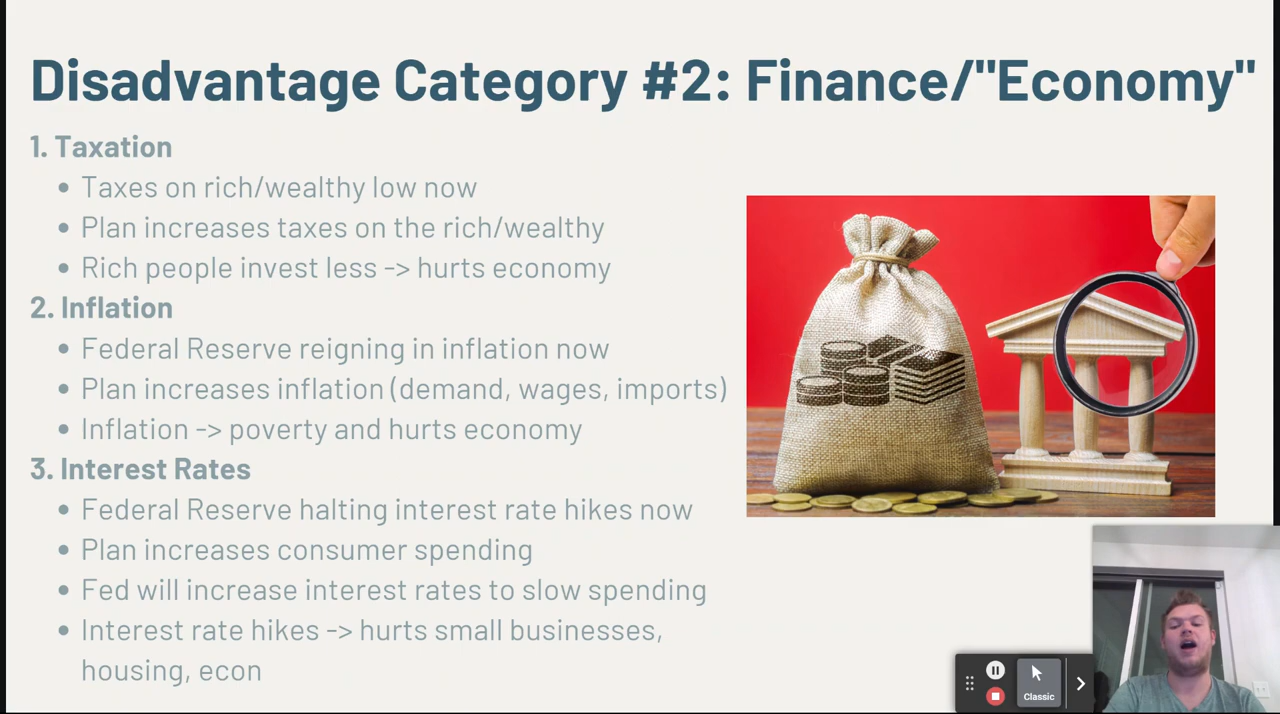 Disadvantage Category #2: Finance/"Economy"
1. Taxation
• Taxes on rich/wealthy low now
• Plan increases taxes on the rich/wealthy
• Rich people invest less -> hurts economy
2. Inflation
• Federal Reserve reigning in inflation now
• Plan increases inflation (demand, wages, imports)
• Inflation -> poverty and hurts economy
3. Interest Rates
• Federal Reserve halting interest rate hikes now
• Plan increases consumer spending
• Fed will increase interest rates to slow spending
• Interest rate hikes -> hurts small businesses,
housing, econ
Classic